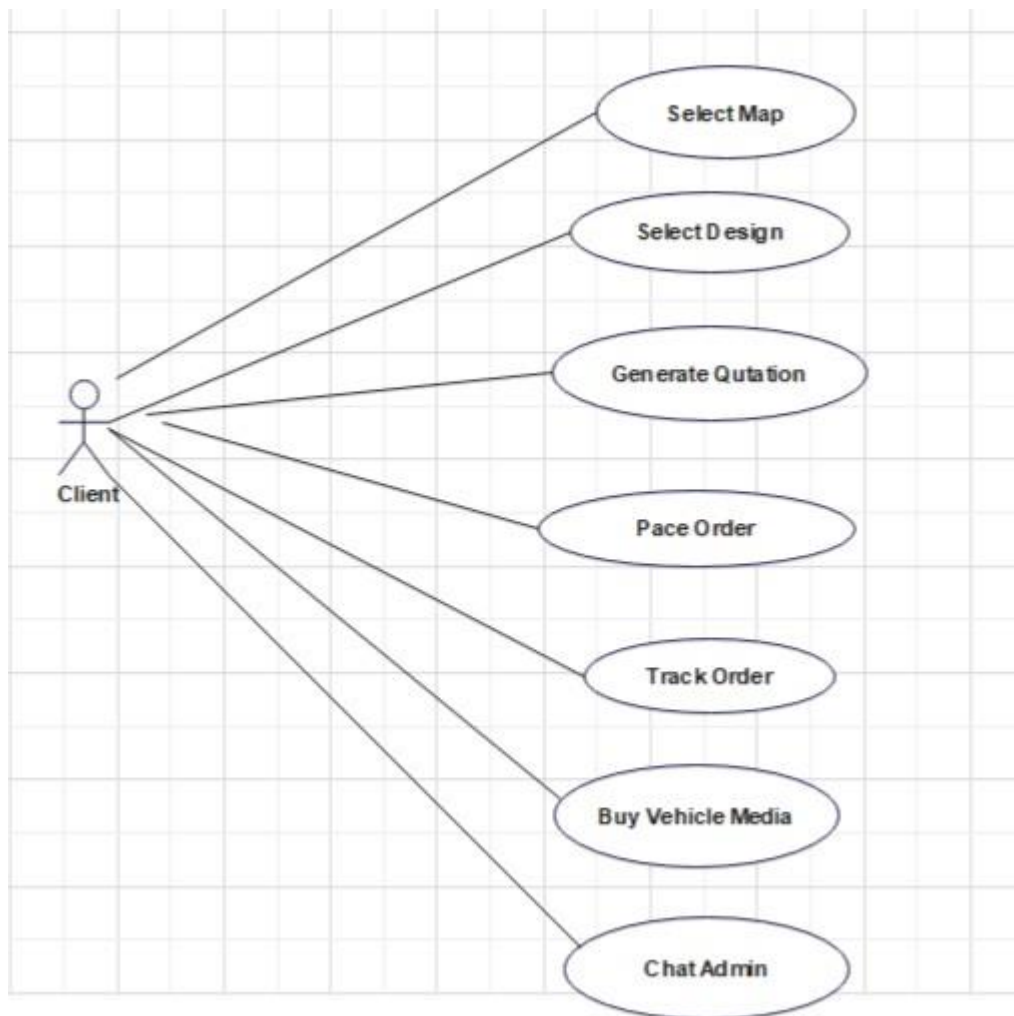 Select Map
Select Design
Generate Qutation
Client
Pace Order
Track Order
Buy Vehicle Media
Chat Admin